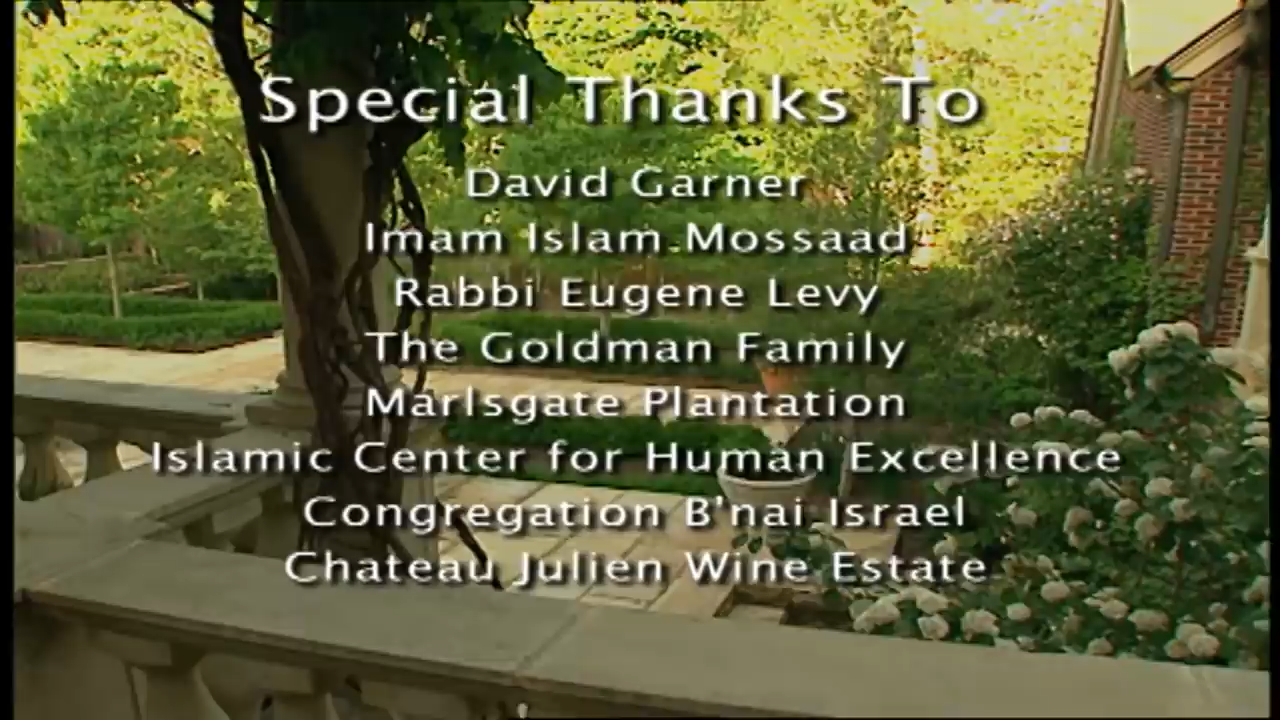 Special Thanks To
David Garner
Imam Islam Mossaad
Rabbi Eugene Levy
The Goldman Family
Marlsgate Plantation
Islamic Center for Human Excellence
Congregation B'nai Israel
Chateau Julien Wine Estate